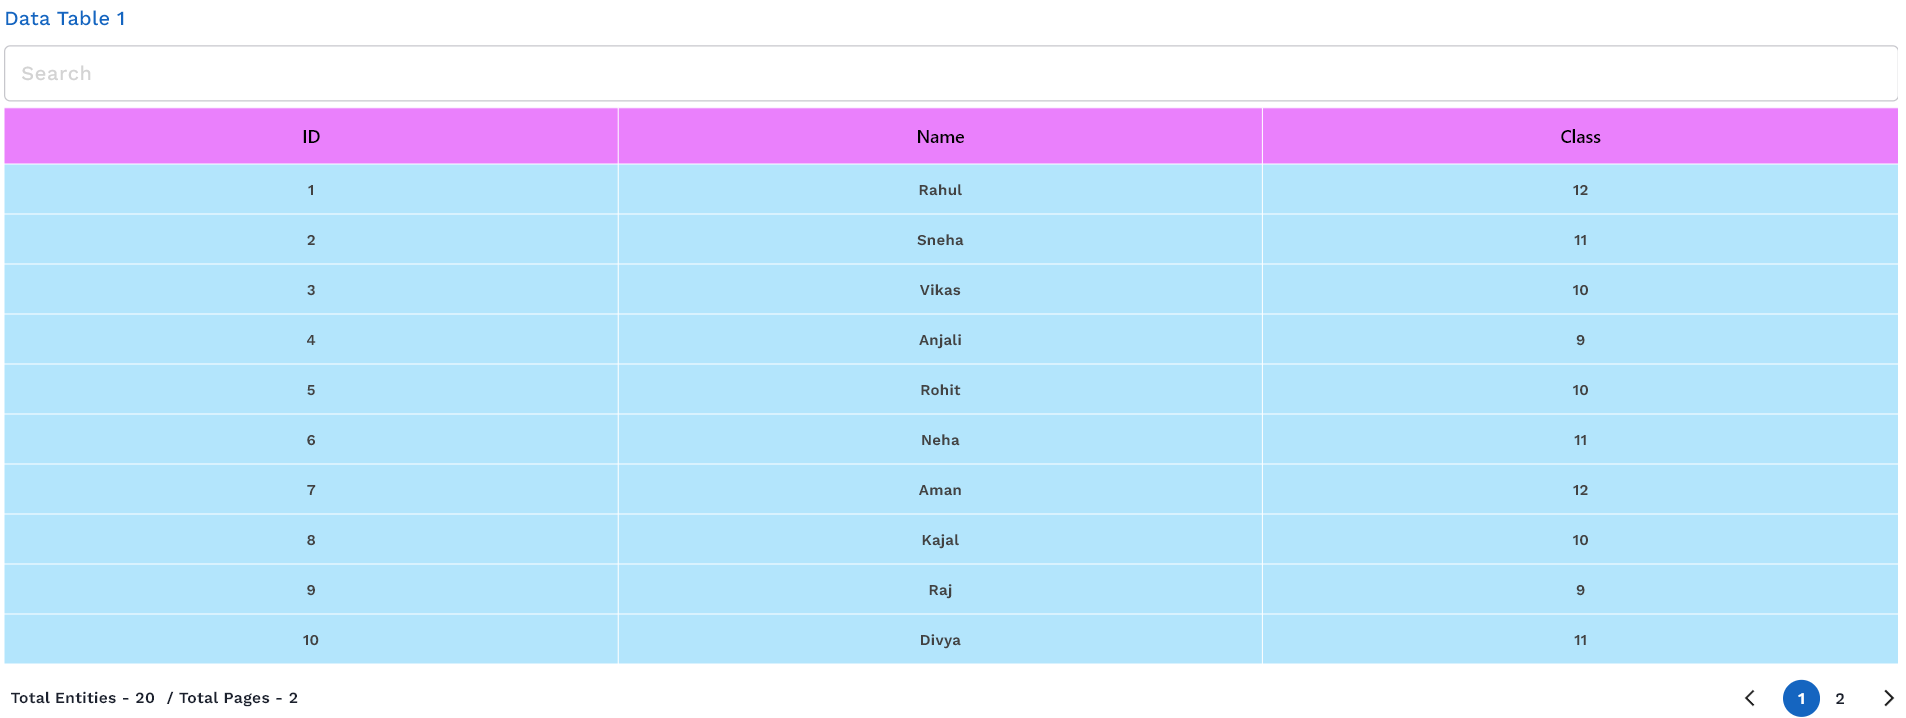 Data Table 1
Search
ID Name Class
1 Rahul 12
2 Sneha 11
3 Vikas 10
4 Anjali 9
5 Rohit 10
6 Neha 11
7 Aman 12
8 Kajal 10
9 Raj 9
10 Divya 11
Total Entities - 20 / Total Pages - 2 1 2